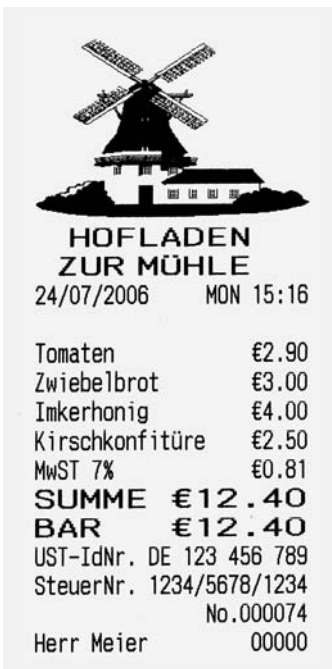 HOFLADEN
ZUR MÜHLE
24/07/2006 MON 15:16
Tomaten €2.90
Zwiebelbrot €3.00
Imkerhonig €4.00
Kirschkonfitüre €2.50
MwST 7% €0.81
SUMME €12.40
BAR €12.40
UST-IdNr. DE 123 456 789
SteuerNr. 1234/5678/1234
No.000074
Herr Meier 00000